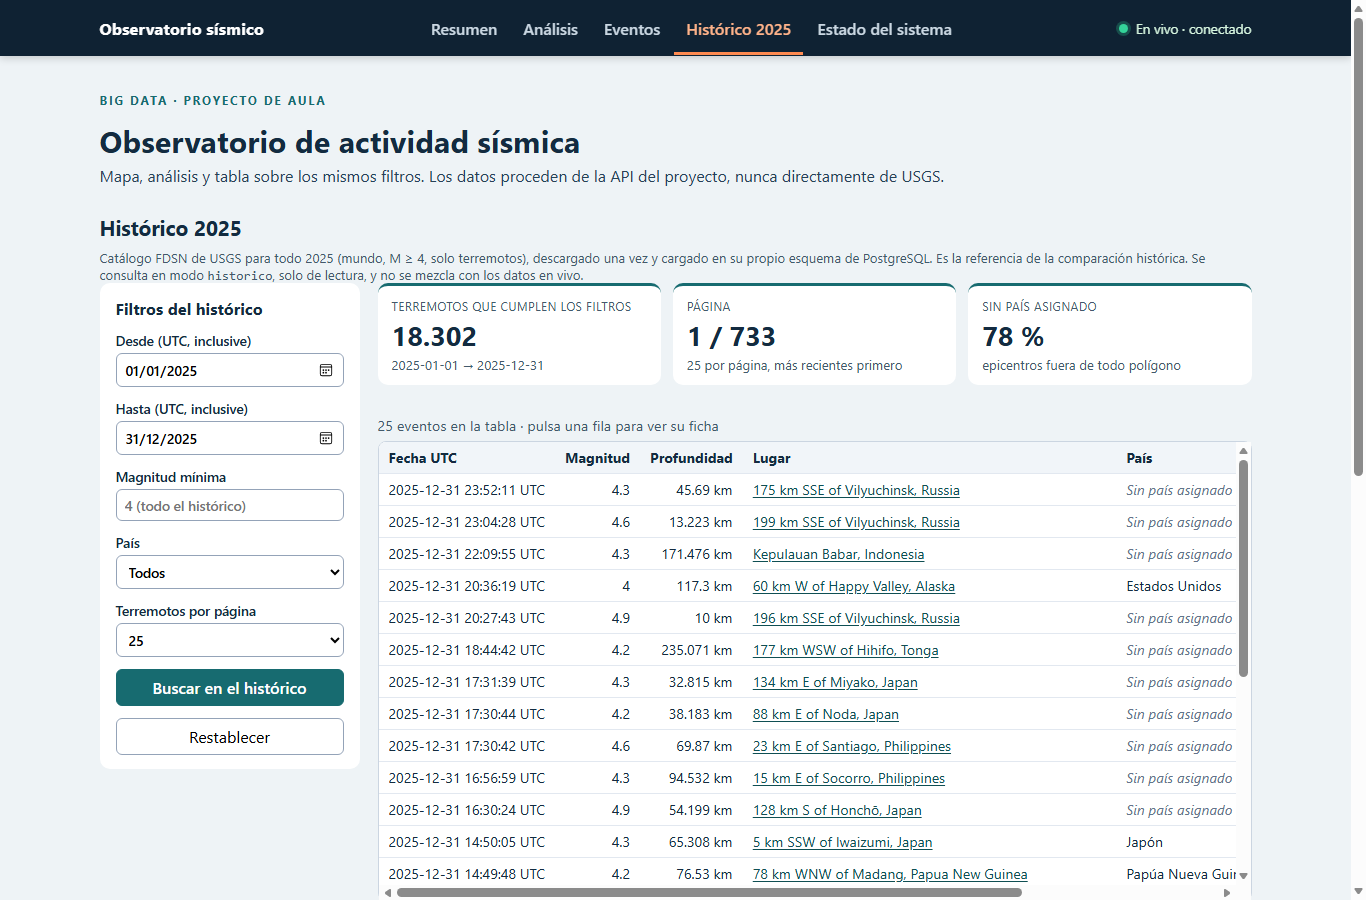 Observatorio sísmico
Resumen
Análisis
Eventos
Histórico 2025
Estado del sistema
En vivo · conectado
BIG DATA · PROYECTO DE AULA
Observatorio de actividad sísmica
Mapa, análisis y tabla sobre los mismos filtros. Los datos proceden de la API del proyecto, nunca directamente de USGS.
Histórico 2025
Catálogo FDSN de USGS para todo 2025 (mundo, M ≥ 4, solo terremotos), descargado una vez y cargado en su propio esquema de PostgreSQL. Es la referencia de la comparación histórica. Se
consulta en modo historico, solo de lectura, y no se mezcla con los datos en vivo.
Filtros del histórico
Desde (UTC, inclusive)
01/01/2025
Hasta (UTC, inclusive)
31/12/2025
Magnitud mínima
4 (todo el histórico)
País
Todos
Terremotos por página
25
Buscar en el histórico
Restablecer
TERREMOTOS QUE CUMPLEN LOS FILTROS
18.302
2025-01-01 → 2025-12-31
PÁGINA
1 / 733
25 por página, más recientes primero
SIN PAÍS ASIGNADO
78 %
epicentros fuera de todo polígono
25 eventos en la tabla · pulsa una fila para ver su ficha
Fecha UTC Magnitud Profundidad Lugar País
2025-12-31 23:52:11 UTC 4.3 45.69 km 175 km SSE of Vilyuchinsk, Russia Sin país asignado
2025-12-31 23:04:28 UTC 4.6 13.223 km 199 km SSE of Vilyuchinsk, Russia Sin país asignado
2025-12-31 22:09:55 UTC 4.3 171.476 km Kepulauan Babar, Indonesia Sin país asignado
2025-12-31 20:36:19 UTC 4 117.3 km 60 km W of Happy Valley, Alaska Estados Unidos
2025-12-31 20:27:43 UTC 4.9 10 km 196 km SSE of Vilyuchinsk, Russia Sin país asignado
2025-12-31 18:44:42 UTC 4.2 235.071 km 177 km WSW of Hihifo, Tonga Sin país asignado
2025-12-31 17:31:39 UTC 4.3 32.815 km 134 km E of Miyako, Japan Sin país asignado
2025-12-31 17:30:44 UTC 4.2 38.183 km 88 km E of Noda, Japan Sin país asignado
2025-12-31 17:30:42 UTC 4.6 69.87 km 23 km E of Santiago, Philippines Sin país asignado
2025-12-31 16:56:59 UTC 4.3 94.532 km 15 km E of Socorro, Philippines Sin país asignado
2025-12-31 16:30:24 UTC 4.9 54.199 km 128 km S of Honchō, Japan Sin país asignado
2025-12-31 14:50:05 UTC 4.3 65.308 km 5 km SSW of Iwaizumi, Japan Japón
2025-12-31 14:49:48 UTC 4.2 76.53 km 78 km WNW of Madang, Papua New Guinea Papúa Nueva Gui